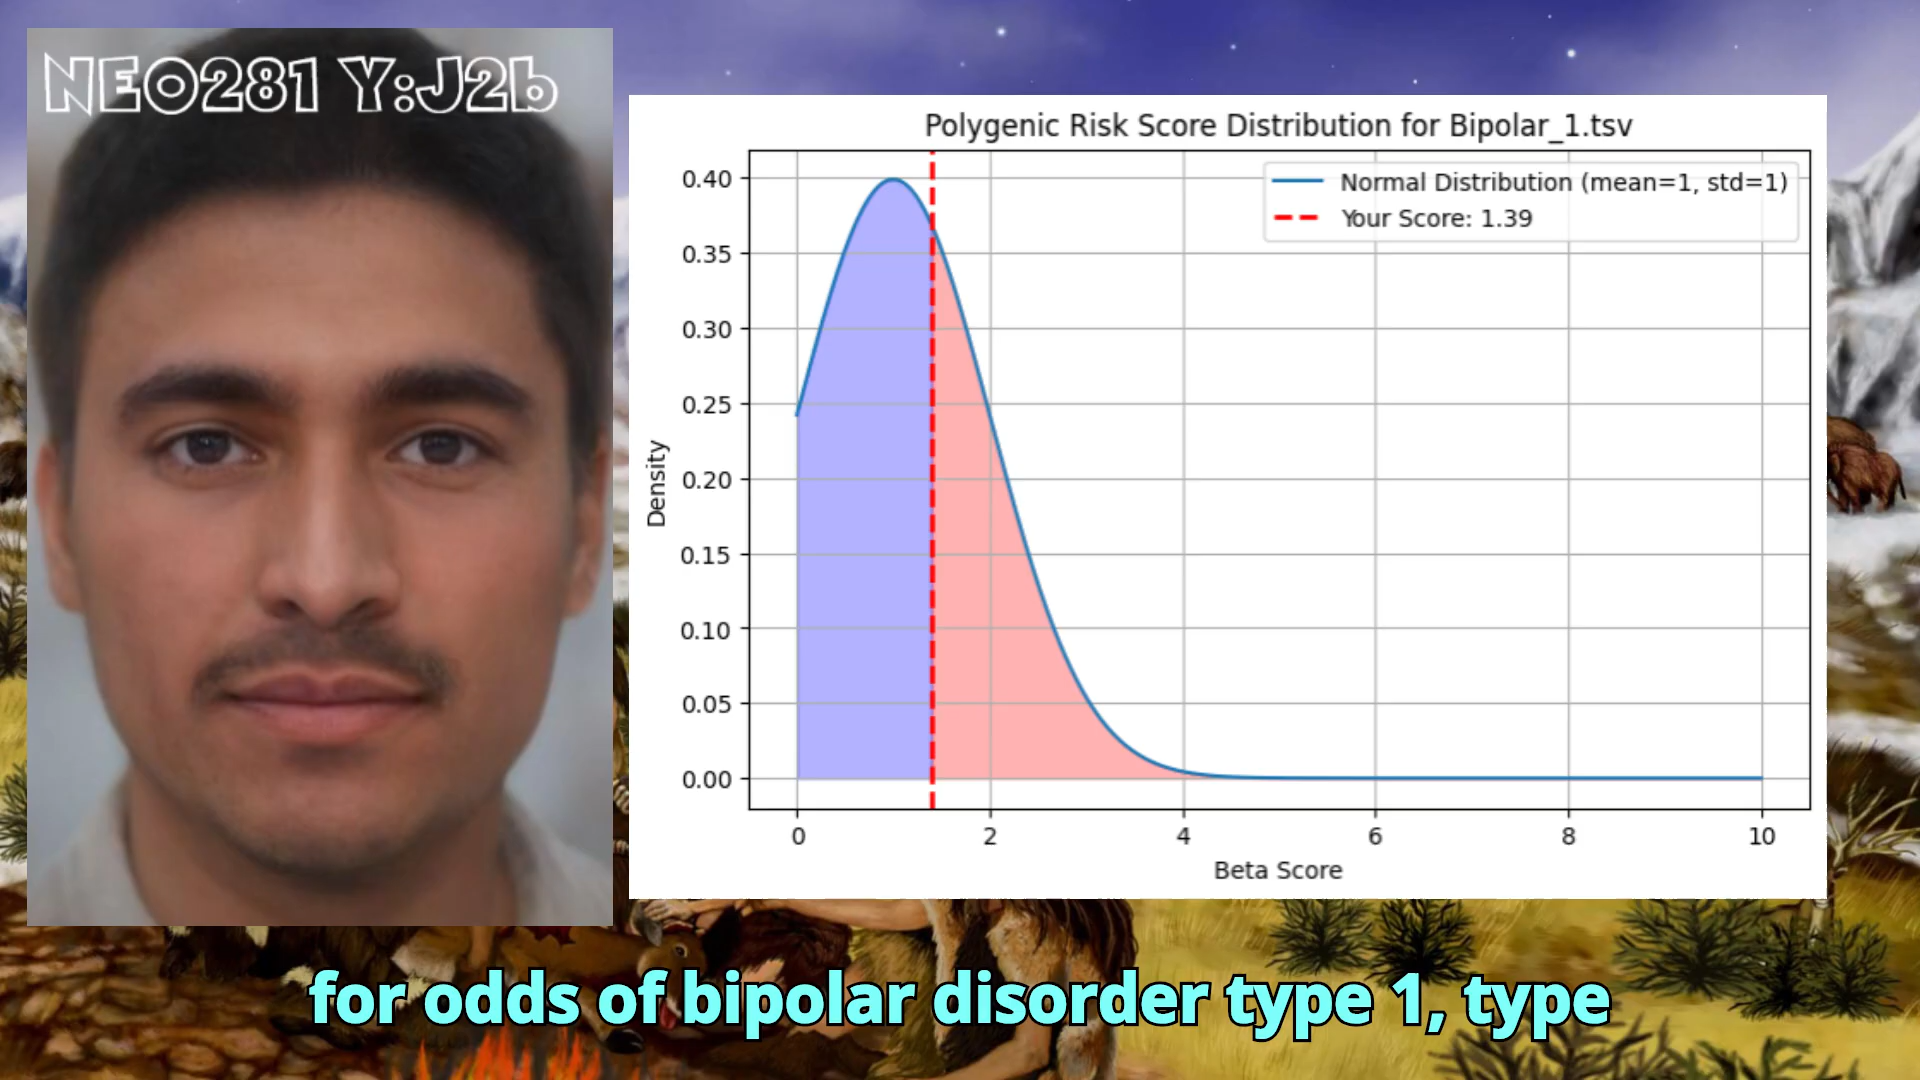 NEO281 Y:J2b
Polygenic Risk Score Distribution for Bipolar_1.tsv
Normal Distribution (mean=1, std=1)
Your Score: 1.39
0.40
0.35
0.30
0.25
0.20
0.15
0.10
0.05
0.00
Density
0 2 4 6 8 10
Beta Score
for odds of bipolar disorder type 1, type